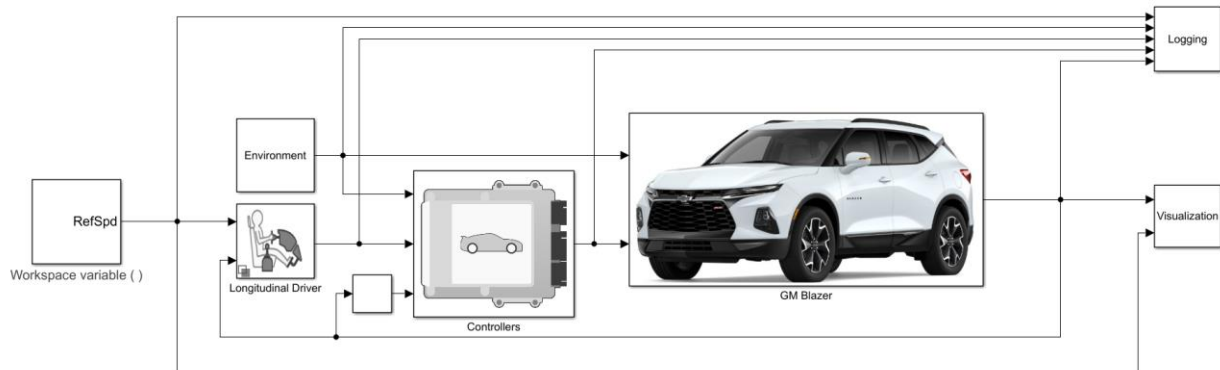 Logging
Environment
RefSpd
Visualization
Workspace variable ( )
Longitudinal Driver
GM Blazer
Controllers